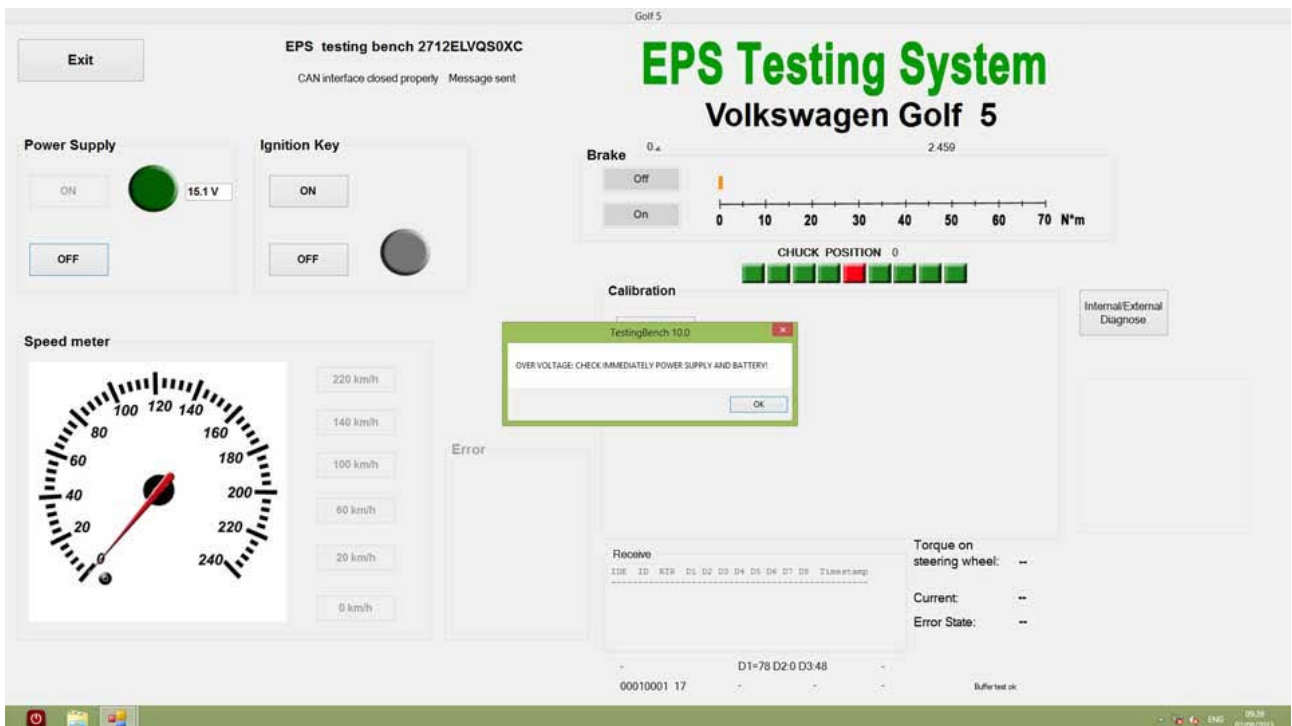 Golf 5
Exit
EPS testing bench 2712ELVQS0XC
CAN interface closed properly Message sent
EPS Testing System
Volkswagen Golf 5
Power Supply
ON
15.1 V
OFF
Ignition Key
ON
OFF
Brake
0
2.459
Off
On
0 10 20 30 40 50 60 70 N*m
CHUCK POSITION 0
Calibration
Internal/External
Diagnose
TestingBench 10.0
OVER VOLTAGE: CHECK IMMEDIATELY POWER SUPPLY AND BATTERY!
OK
Speed meter
0 20 40 60 80 100 120 140 160 180 200 220 240
220 km/h
140 km/h
100 km/h
60 km/h
20 km/h
0 km/h
Error
Receive
IDE ID RTR D1 D2 D3 D4 D5 D6 D7 D8 Timestamp
Torque on
steering wheel: --
Current: --
Error State: --
- D1=78 D2:0 D3:48 -
00010001 17 - - - Buffer test ok
ENG
09:39